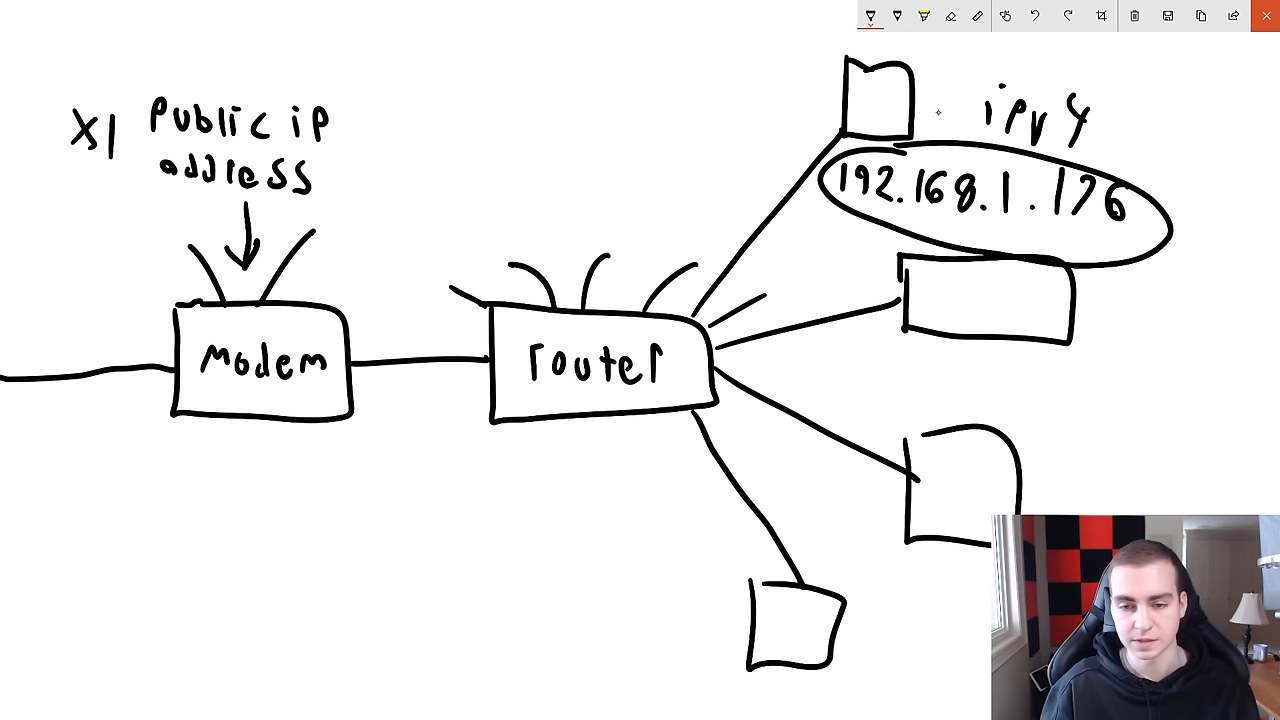 x1 Public ip
address
ipv4
192.168.1.176
Modem
router